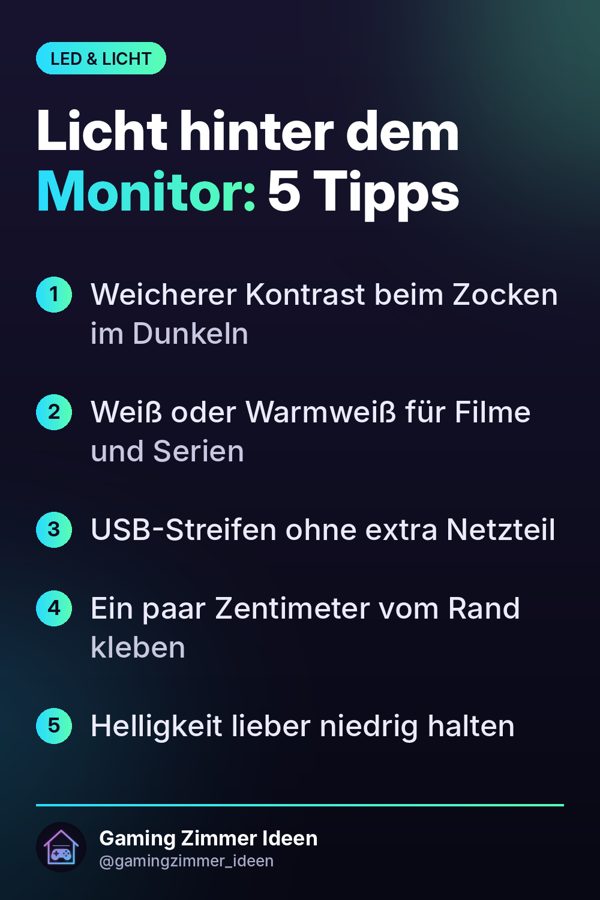 LED & LICHT
Licht hinter dem
Monitor: 5 Tipps
1 Weicherer Kontrast beim Zocken
im Dunkeln
2 Weiß oder Warmweiß für Filme
und Serien
3 USB-Streifen ohne extra Netzteil
4 Ein paar Zentimeter vom Rand
kleben
5 Helligkeit lieber niedrig halten
Gaming Zimmer Ideen
@gamingzimmer_ideen